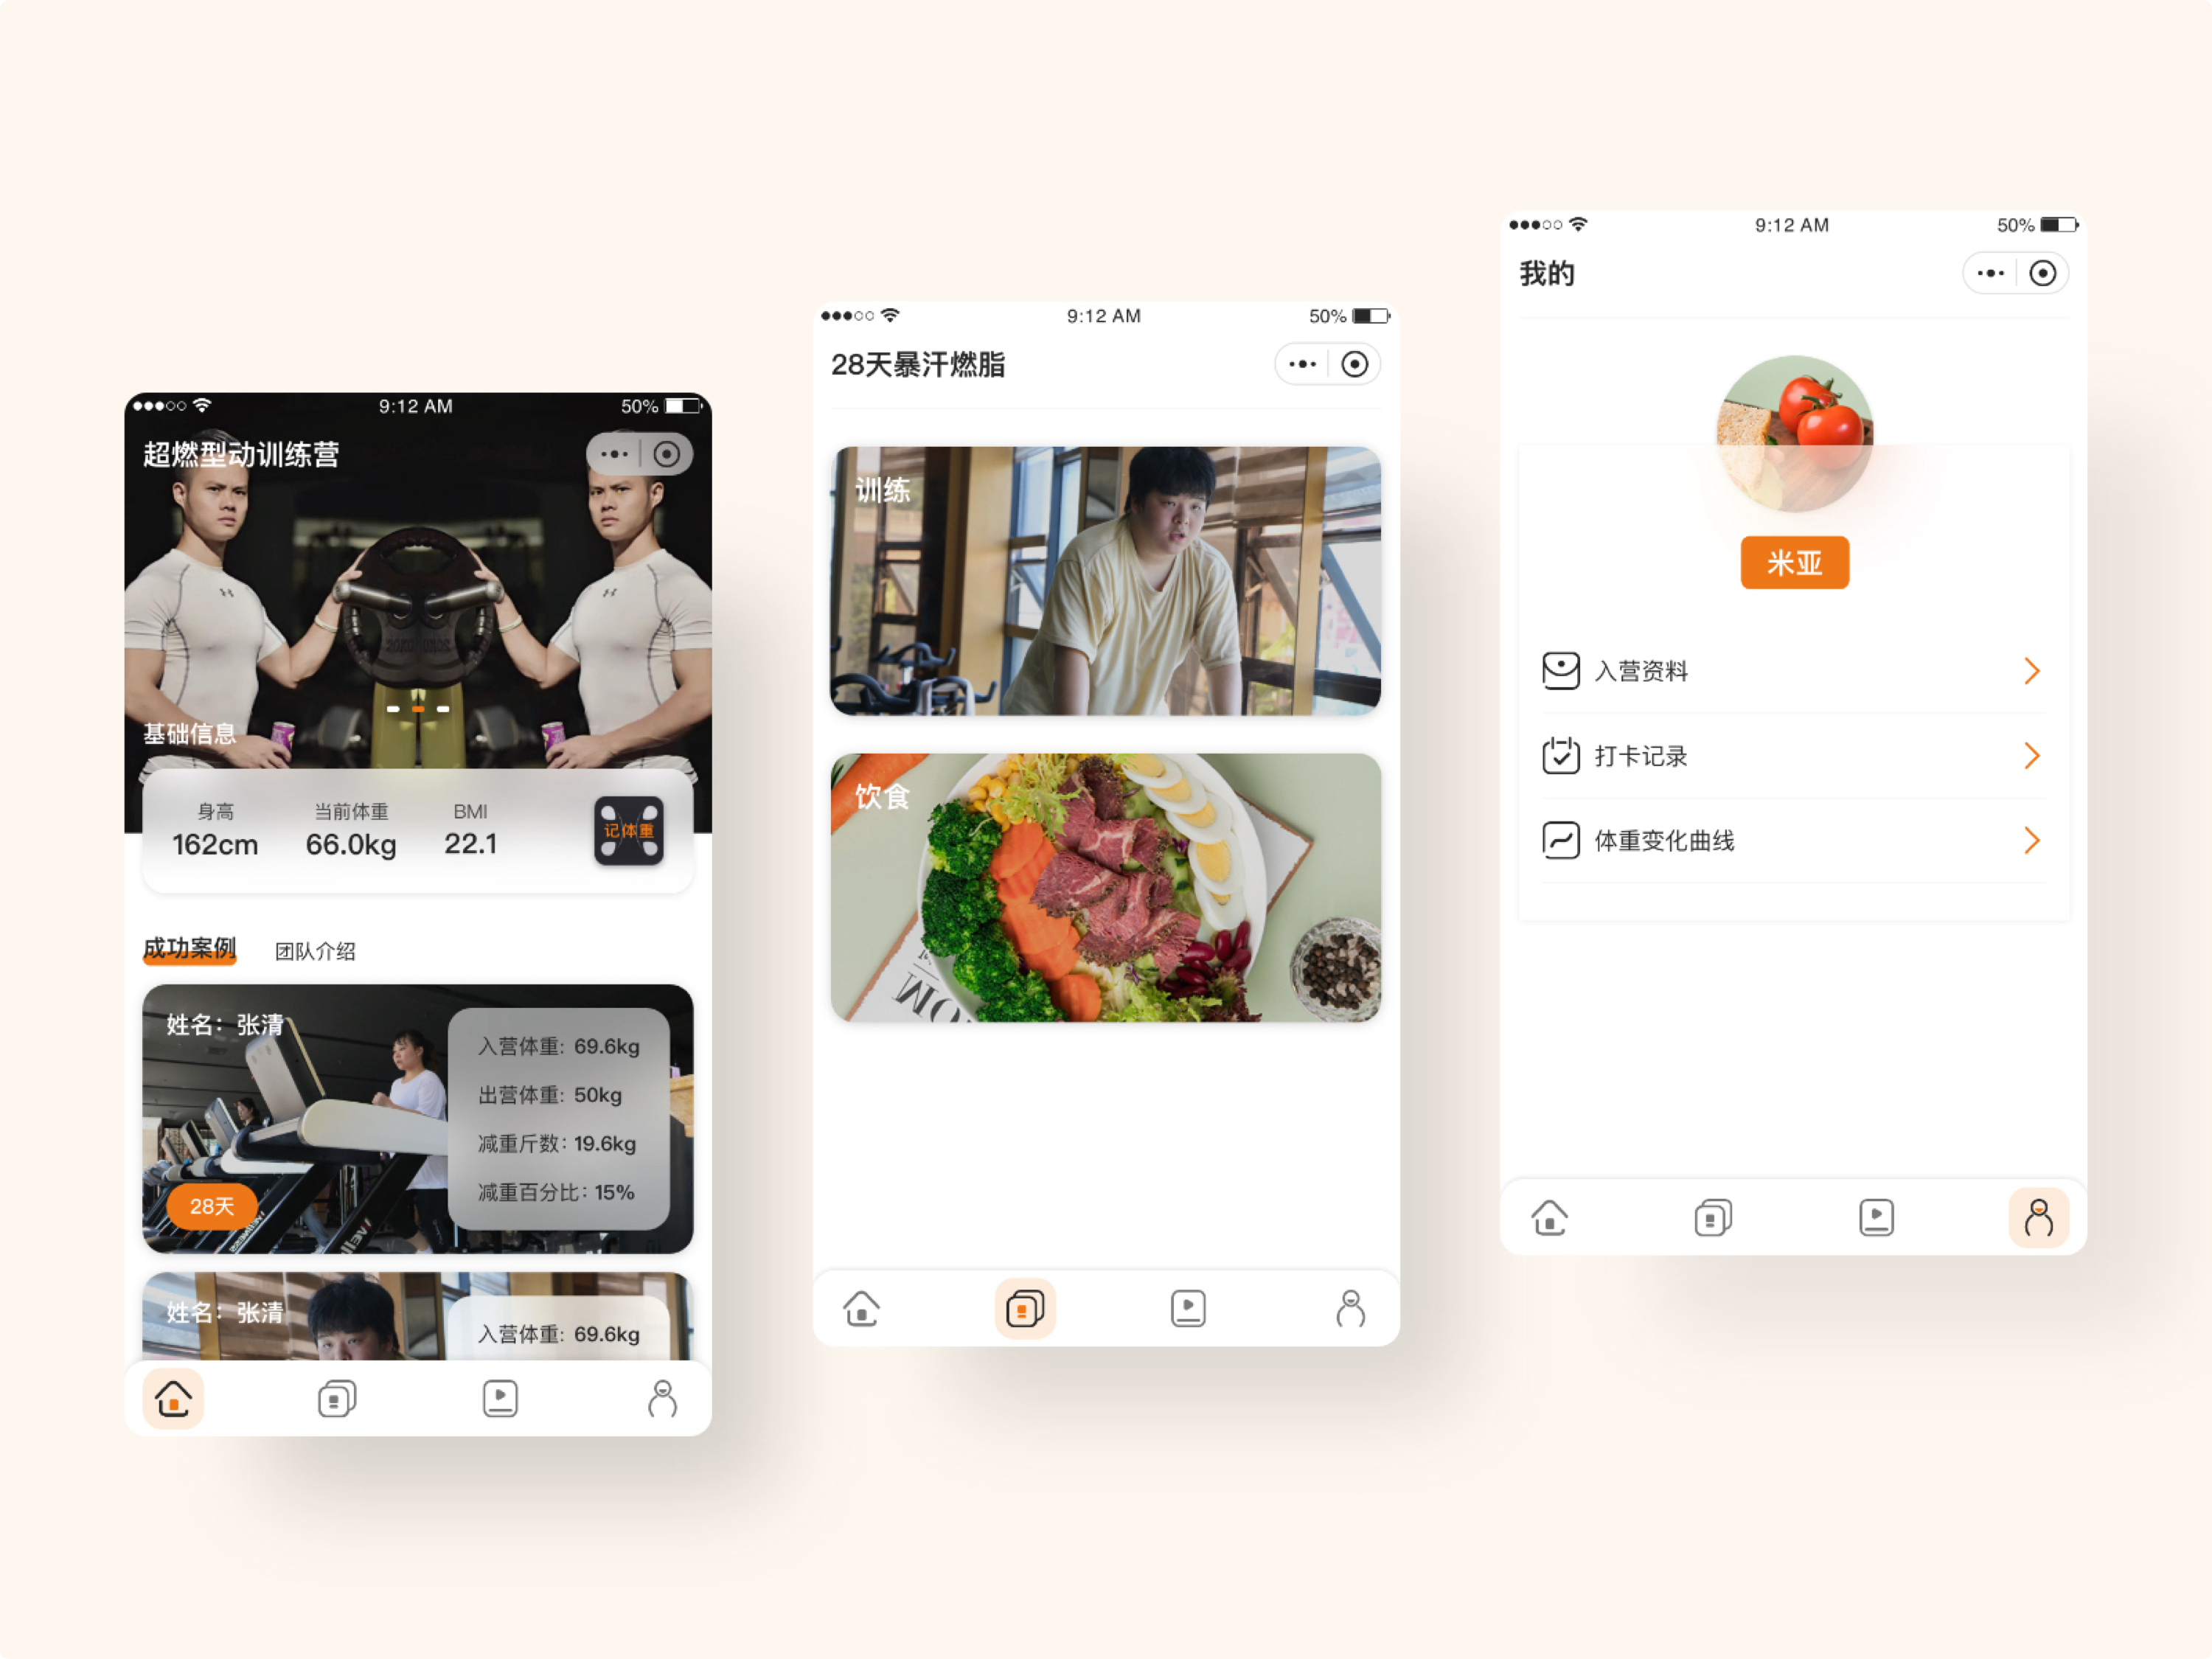 9:12 AM
50%
超燃型动训练营
基础信息
身高
当前体重
BMI
162cm
66.0kg
22.1
记体重
成功案例
团队介绍
姓名：张清
入营体重: 69.6kg
出营体重: 50kg
减重斤数: 19.6kg
减重百分比: 15%
28天
姓名：张清
入营体重: 69.6kg
9:12 AM
50%
28天暴汗燃脂
训练
饮食
9:12 AM
50%
我的
米亚
入营资料
打卡记录
体重变化曲线